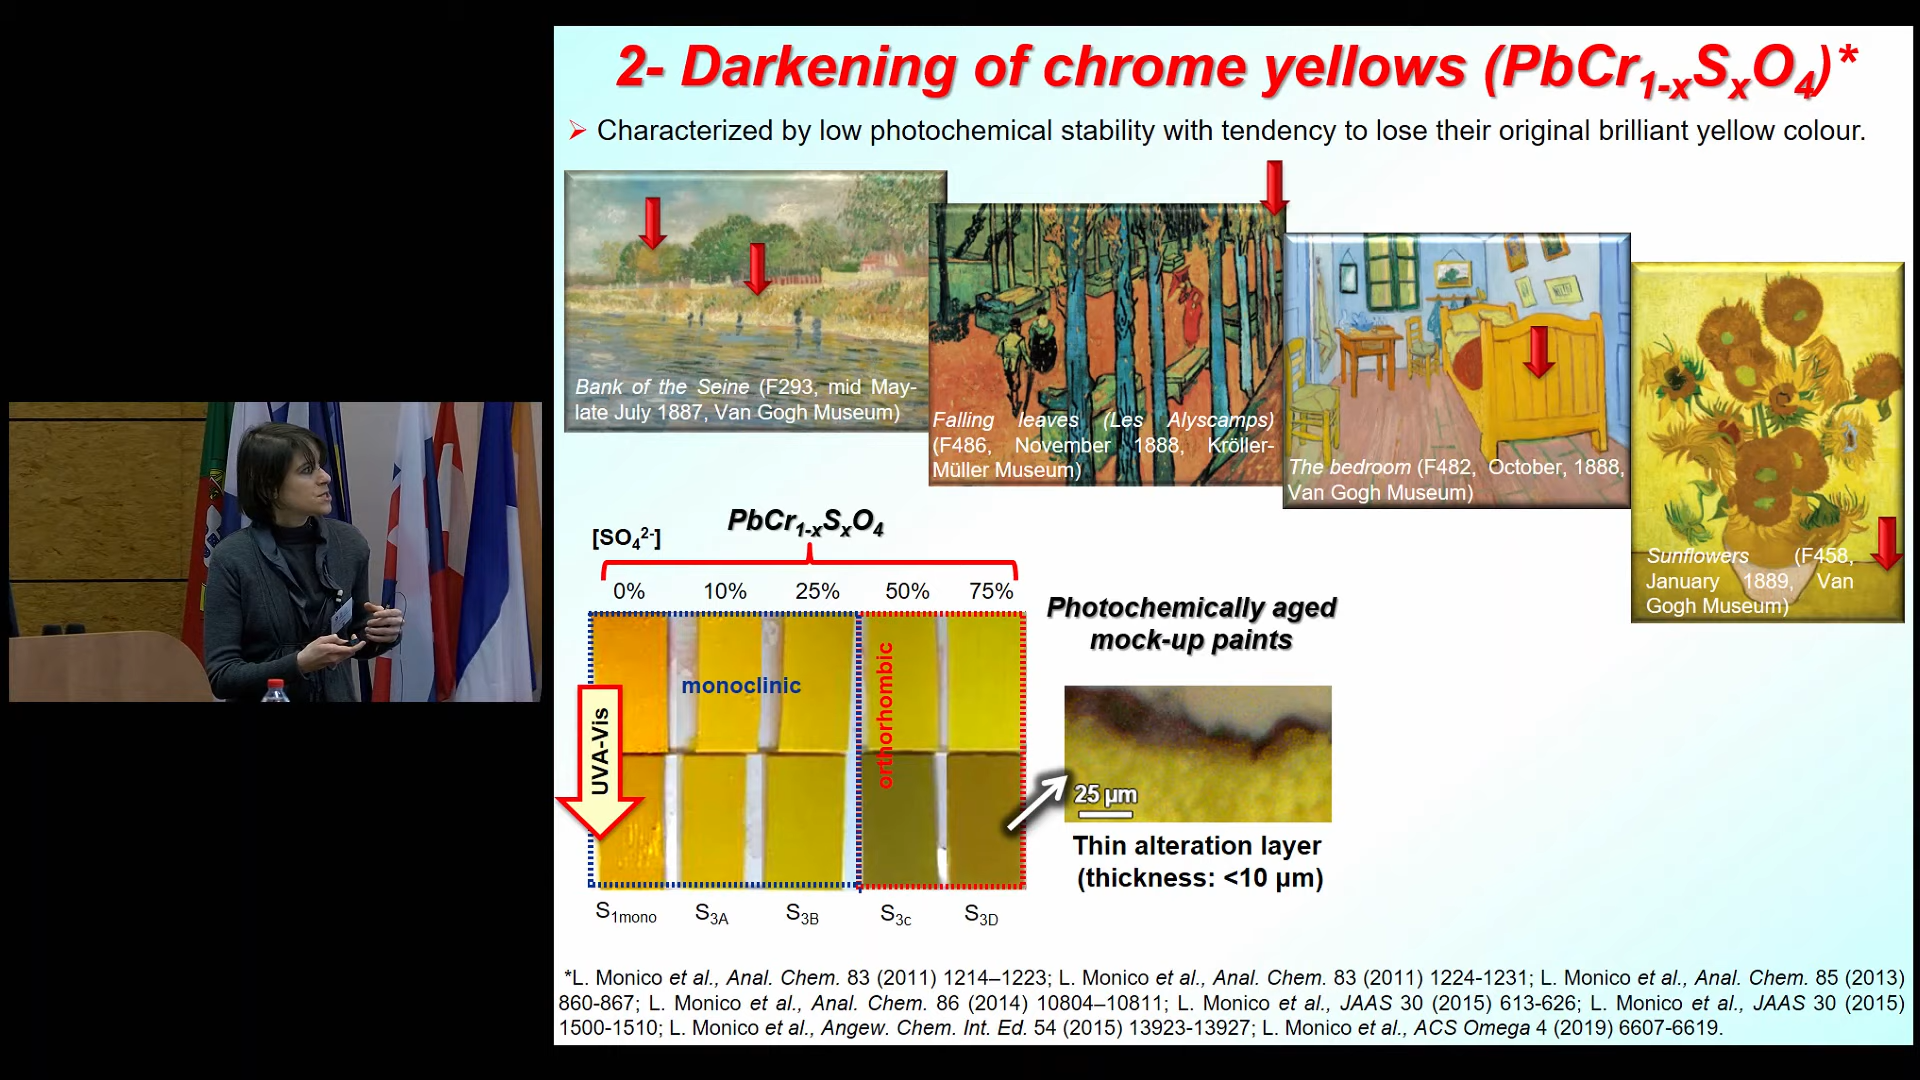 2- Darkening of chrome yellows (PbCr1-xSxO4)*
➢ Characterized by low photochemical stability with tendency to lose their original brilliant yellow colour.
Bank of the Seine (F293, mid May-
late July 1887, Van Gogh Museum)
Falling leaves (Les Alyscamps)
(F486, November 1888, Kröller-
Müller Museum)
The bedroom (F482, October, 1888,
Van Gogh Museum)
Sunflowers (F458,
January 1889, Van
Gogh Museum)
PbCr1-xSxO4
[SO4 2-]
0% 10% 25% 50% 75%
monoclinic
orthorhombic
UVA-Vis
S1mono S3A S3B S3c S3D
Photochemically aged
mock-up paints
25 µm
Thin alteration layer
(thickness: <10 µm)
*L. Monico et al., Anal. Chem. 83 (2011) 1214–1223; L. Monico et al., Anal. Chem. 83 (2011) 1224-1231; L. Monico et al., Anal. Chem. 85 (2013)
860-867; L. Monico et al., Anal. Chem. 86 (2014) 10804–10811; L. Monico et al., JAAS 30 (2015) 613-626; L. Monico et al., JAAS 30 (2015)
1500-1510; L. Monico et al., Angew. Chem. Int. Ed. 54 (2015) 13923-13927; L. Monico et al., ACS Omega 4 (2019) 6607-6619.